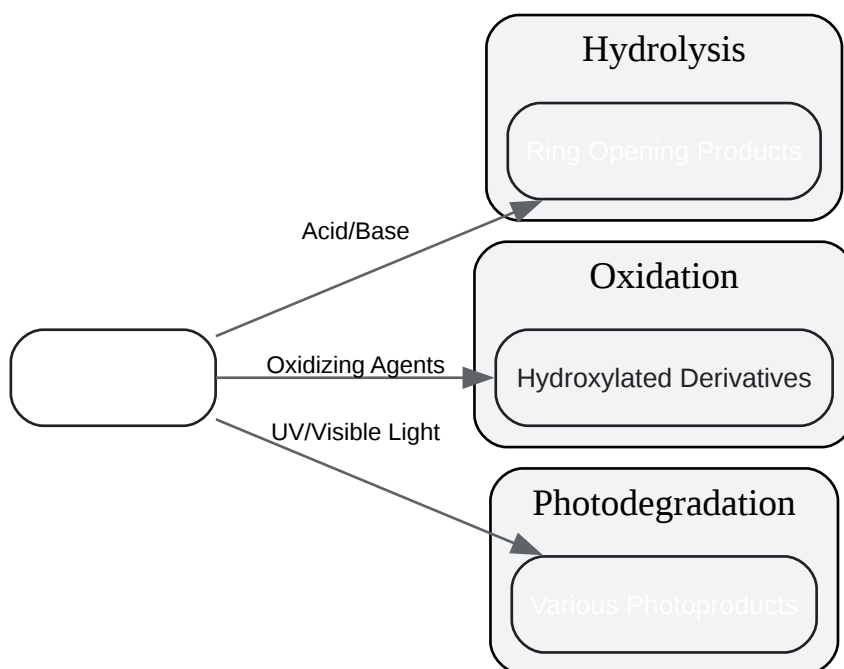 Hydrolysis
Ring Opening Products
Acid/Base
Oxidation
Oxidizing Agents
Hydroxylated Derivatives
UV/Visible Light
Photodegradation
Various Photoproducts